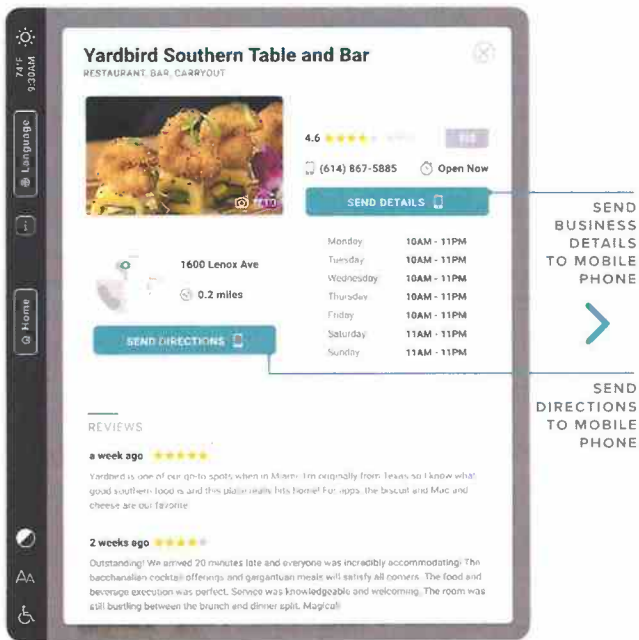 74°F
9:30AM
Language
Home
AA
Yardbird Southern Table and Bar
RESTAURANT, BAR, CARRYOUT
4.6
(614) 867-5885 Open Now
SEND DETAILS
Monday 10AM - 11PM
Tuesday 10AM - 11PM
Wednesday 10AM - 11PM
Thursday 10AM - 11PM
Friday 10AM - 11PM
Saturday 11AM - 11PM
Sunday 11AM - 11PM
1600 Lenox Ave
0.2 miles
SEND DIRECTIONS
REVIEWS
a week ago
Yardbird is one of our go-to spots when in Miami. I'm originally from Texas so I know what
good southern food is and this place really hits home! For apps, the biscuit and Mac and
cheese are our favorite
2 weeks ago
Outstanding! We arrived 20 minutes late and everyone was incredibly accommodating! The
bacchanalian cocktail offerings and gargantuan meals will satisfy all comers. The food and
beverage execution was perfect. Service was knowledgeable and welcoming. The room was
still bustling between the brunch and dinner split. Magical!
SEND
BUSINESS
DETAILS
TO MOBILE
PHONE
SEND
DIRECTIONS
TO MOBILE
PHONE